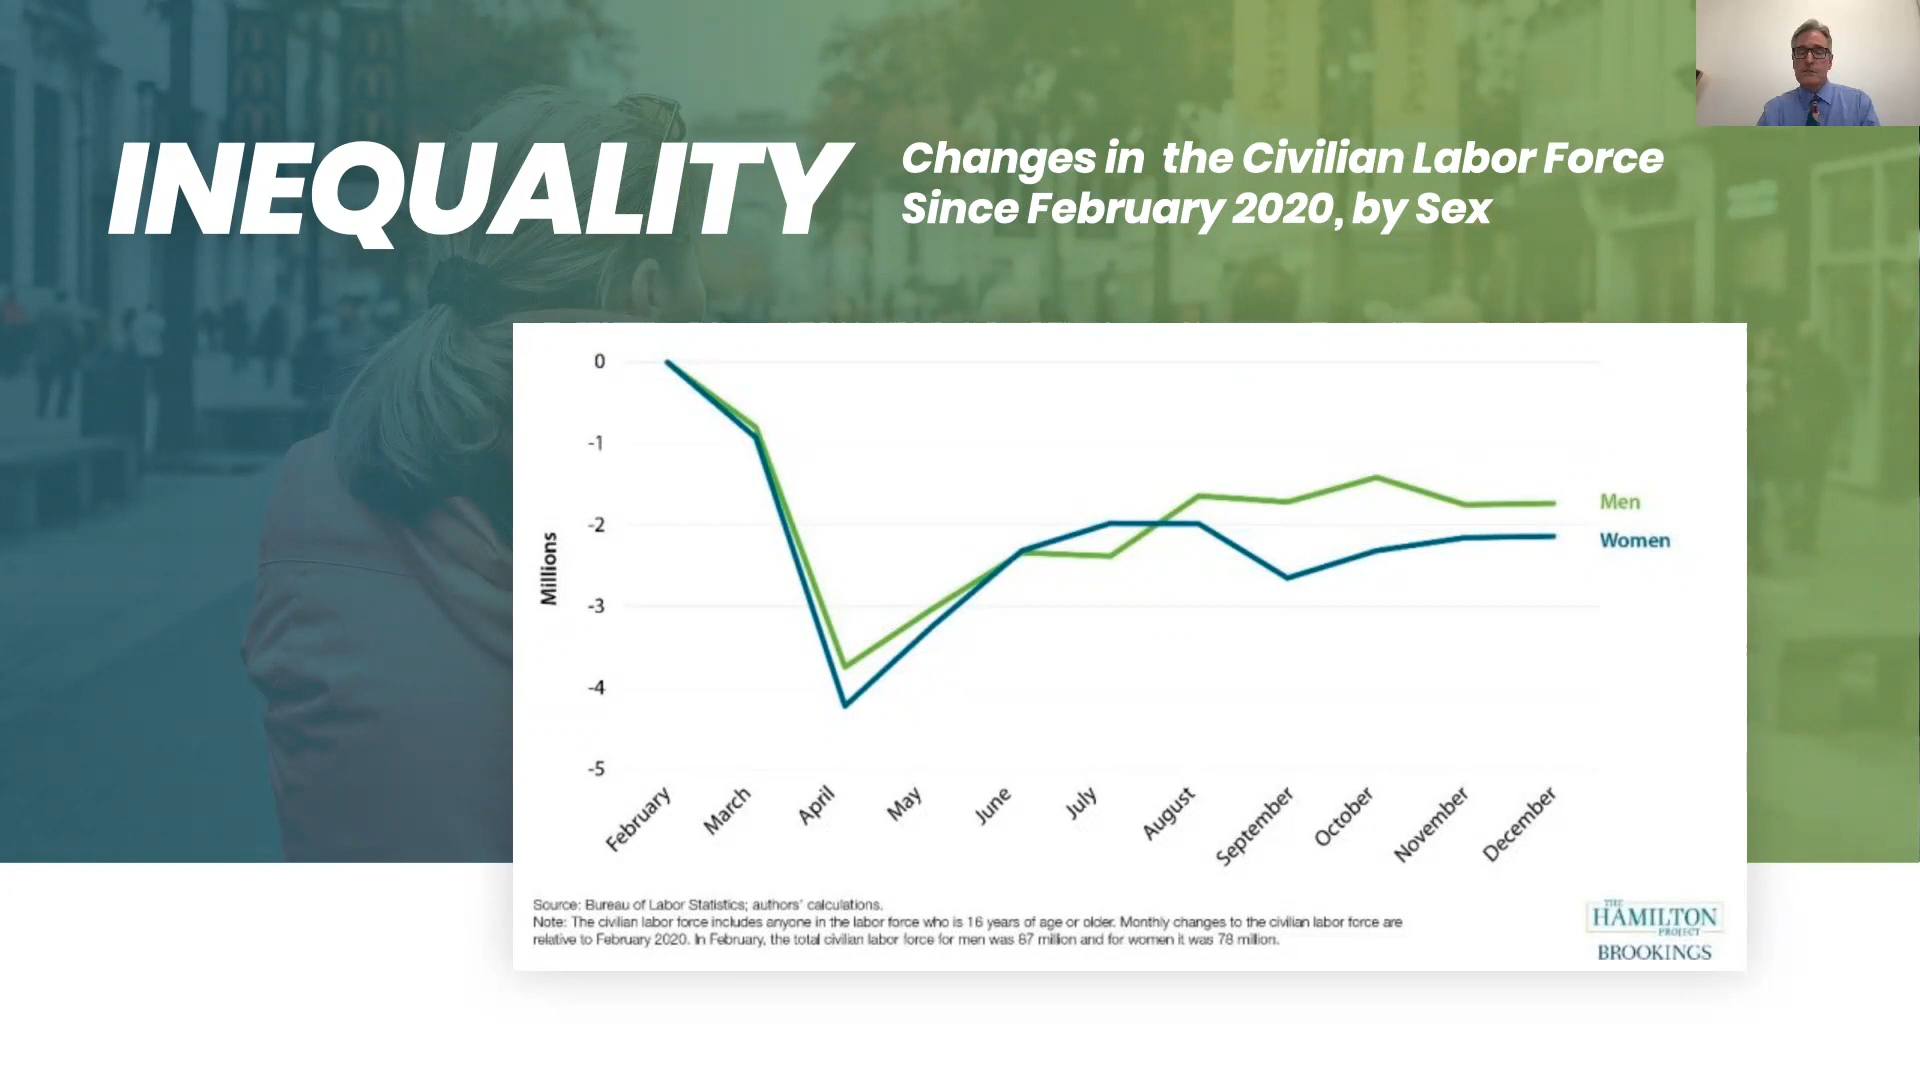 INEQUALITY
Changes in the Civilian Labor Force
Since February 2020, by Sex
0
-1
-2
-3
-4
-5
Millions
Men
Women
February
March
April
May
June
July
August
September
October
November
December
Source: Bureau of Labor Statistics; authors' calculations.
Note: The civilian labor force includes anyone in the labor force who is 16 years of age or older. Monthly changes to the civilian labor force are
relative to February 2020. In February, the total civilian labor force for men was 87 million and for women it was 78 million.
THE
HAMILTON
PROJECT
BROOKINGS